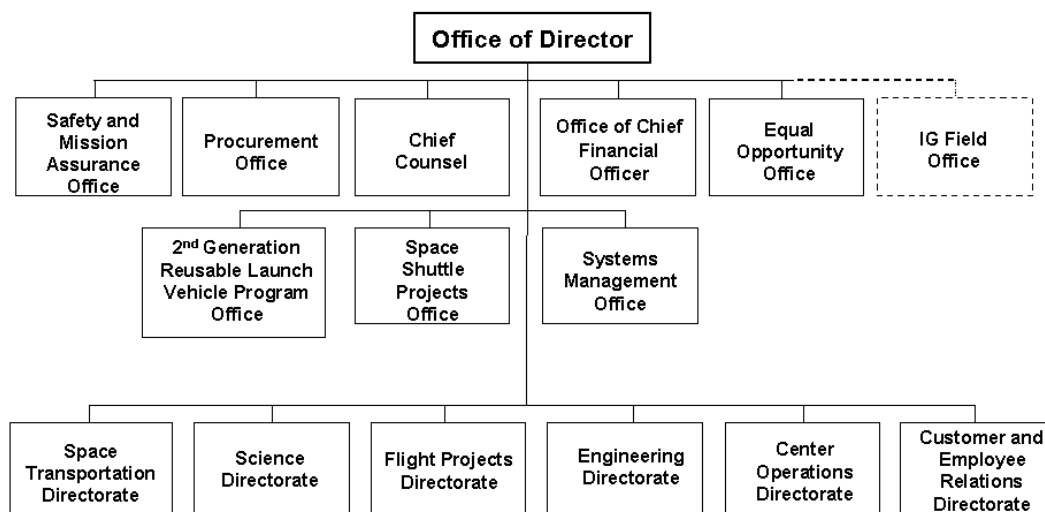 Office of Director
Safety and
Mission
Assurance
Office
Procurement
Office
Chief
Counsel
Office of Chief
Financial
Officer
Equal
Opportunity
Office
IG Field
Office
2nd Generation
Reusable Launch
Vehicle Program
Office
Space
Shuttle
Projects
Office
Systems
Management
Office
Space
Transportation
Directorate
Science
Directorate
Flight Projects
Directorate
Engineering
Directorate
Center
Operations
Directorate
Customer and
Employee
Relations
Directorate